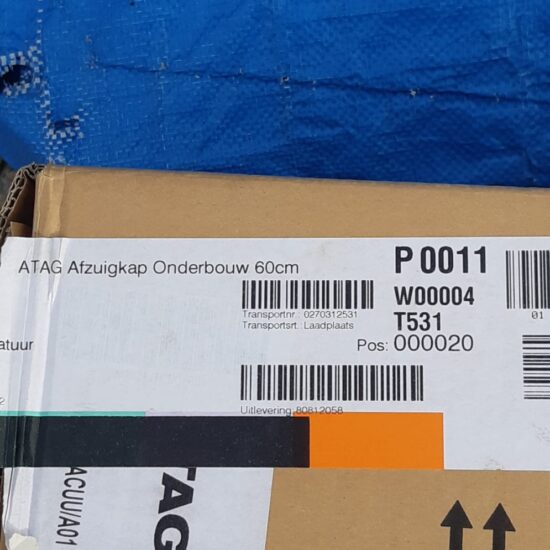 ATAG Afzuigkap Onderbouw 60cm
P 0011
W00004
T531
Transportnr.: 0270312531
Transportsrt.: Laadplaats
01
Pos: 000020
atuur
2
Uitlevering 80812058
TAG
ACUU/A01